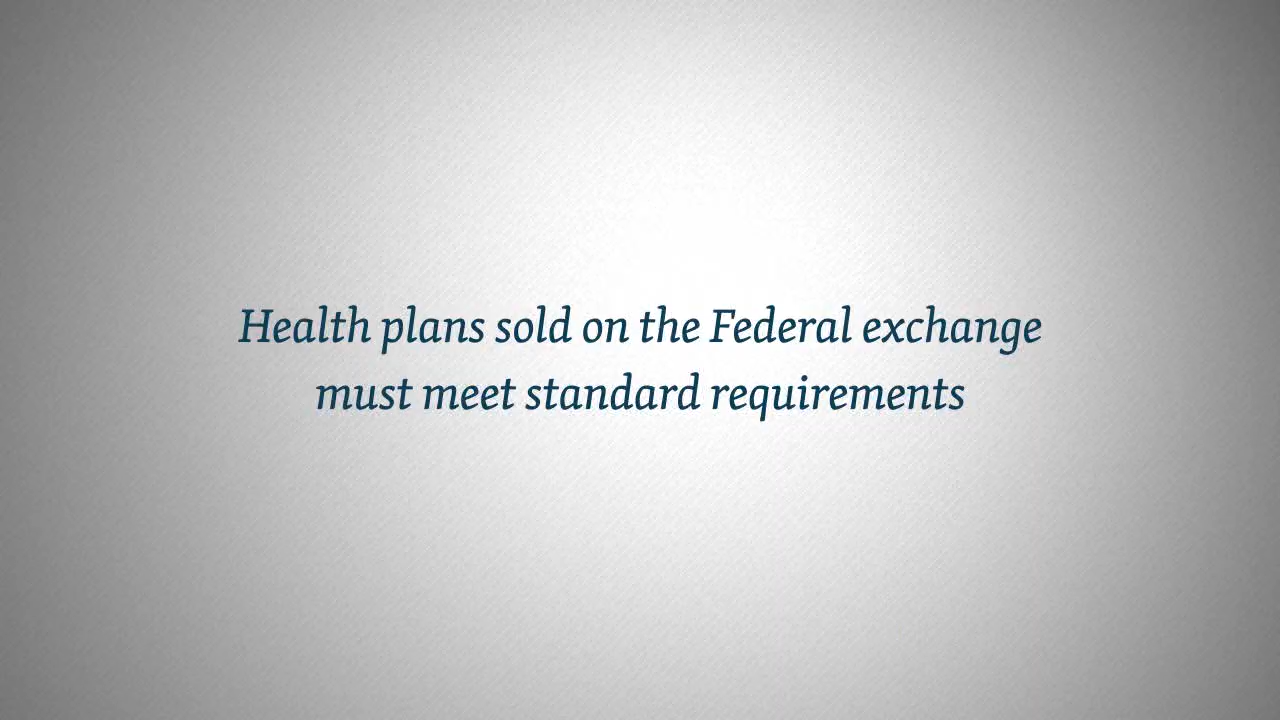 Health plans sold on the Federal exchange
must meet standard requirements